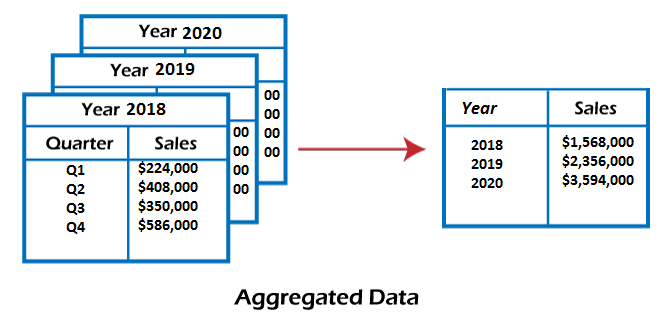 Year 2020
Year 2019
Year 2018
Quarter Sales
Q1 $224,000
Q2 $408,000
Q3 $350,000
Q4 $586,000
00
00
00
00
00
00
00
00
Year Sales
2018 $1,568,000
2019 $2,356,000
2020 $3,594,000
Aggregated Data